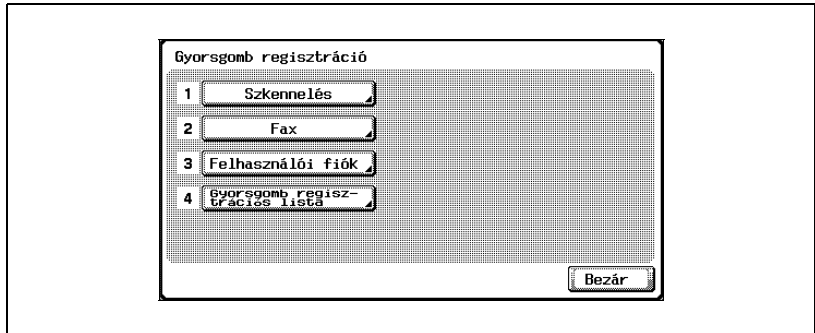 Gyorsgomb regisztráció
1 Szkennelés
2 Fax
3 Felhasználói fiók
4 Gyorsgomb regisz-
trációs lista
Bezár